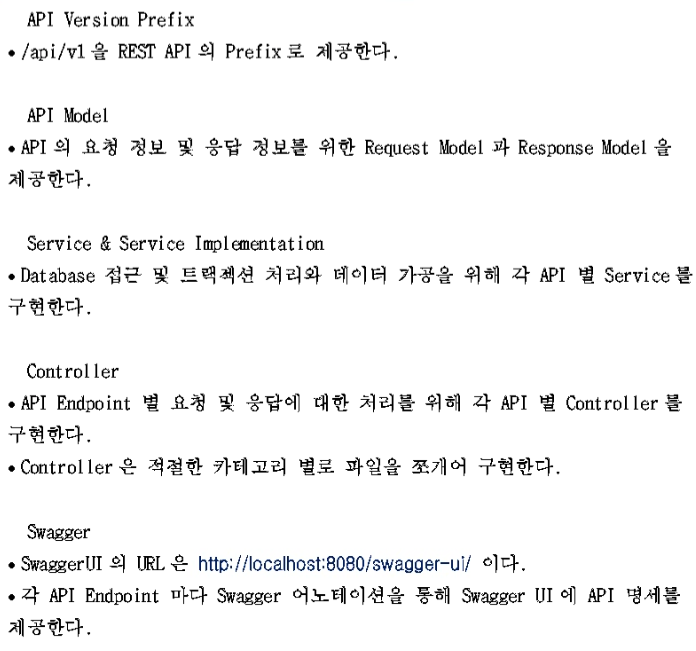 API Version Prefix
• /api/v1 을 REST API 의 Prefix 로 제공한다.
API Model
• API 의 요청 정보 및 응답 정보를 위한 Request Model 과 Response Model 을
제공한다.
Service & Service Implementation
• Database 접근 및 트랙젝션 처리와 데이터 가공을 위해 각 API 별 Service 를
구현한다.
Controller
• API Endpoint 별 요청 및 응답에 대한 처리를 위해 각 API 별 Controller 를
구현한다.
• Controller 은 적절한 카테고리 별로 파일을 쪼개어 구현한다.
Swagger
• SwaggerUI 의 URL 은 http://localhost:8080/swagger-ui/ 이다.
• 각 API Endpoint 마다 Swagger 어노테이션을 통해 Swagger UI 에 API 명세를
제공한다.